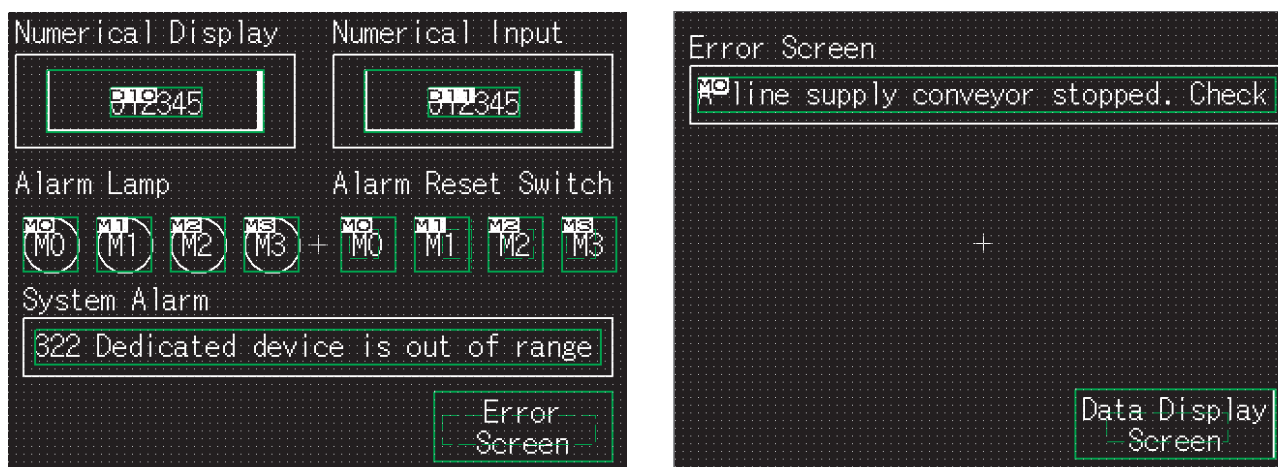 Numerical Display
Numerical Input
D10
012345
D11
012345
Alarm Lamp
Alarm Reset Switch
M0
M0
M1
M1
M2
M2
M3
M3
M0
M0
M1
M1
M2
M2
M3
M3
System Alarm
322 Dedicated device is out of range
Error
Screen
Error Screen
M0
A line supply conveyor stopped. Check
Data Display
Screen